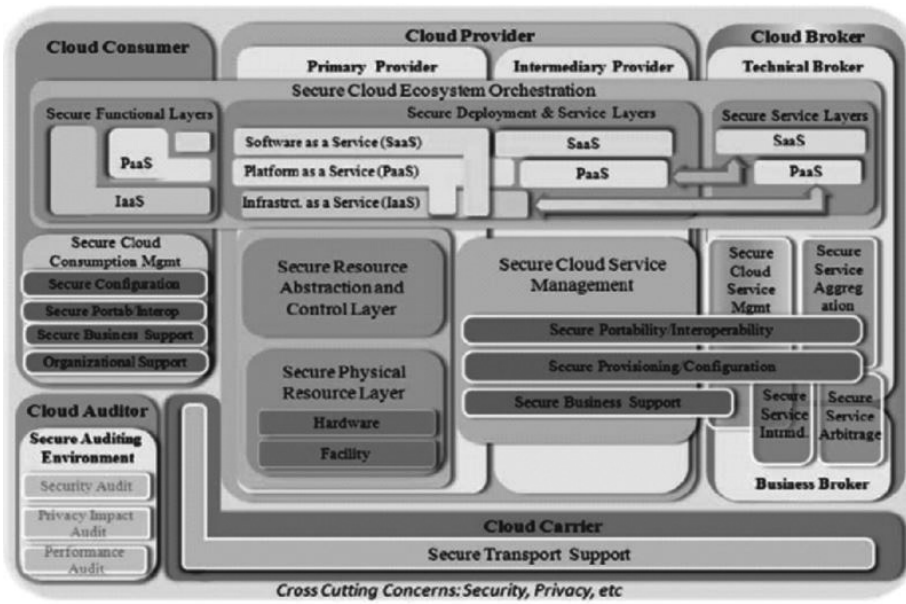 Cloud Consumer
Cloud Provider
Cloud Broker
Primary Provider
Intermediary Provider
Technical Broker
Secure Cloud Ecosystem Orchestration
Secure Functional Layers
Secure Deployment & Service Layers
Secure Service Layers
PaaS
IaaS
Software as a Service (SaaS)
Platform as a Service (PaaS)
Infrastrct. as a Service (IaaS)
SaaS
PaaS
SaaS
PaaS
Secure Cloud
Consumption Mgmt
Secure Configuration
Secure Portab/Interop
Secure Business Support
Organizational Support
Secure Resource
Abstraction and
Control Layer
Secure Physical
Resource Layer
Hardware
Facility
Secure Cloud Service
Management
Secure Portability/Interoperability
Secure Provisioning/Configuration
Secure Business Support
Secure
Cloud
Service
Mgmt
Secure
Service
Aggreg
ation
Secure
Service
Intrmd.
Secure
Service
Arbitrage
Business Broker
Cloud Auditor
Secure Auditing
Environment
Security Audit
Privacy Impact
Audit
Performance
Audit
Cloud Carrier
Secure Transport Support
Cross Cutting Concerns: Security, Privacy, etc